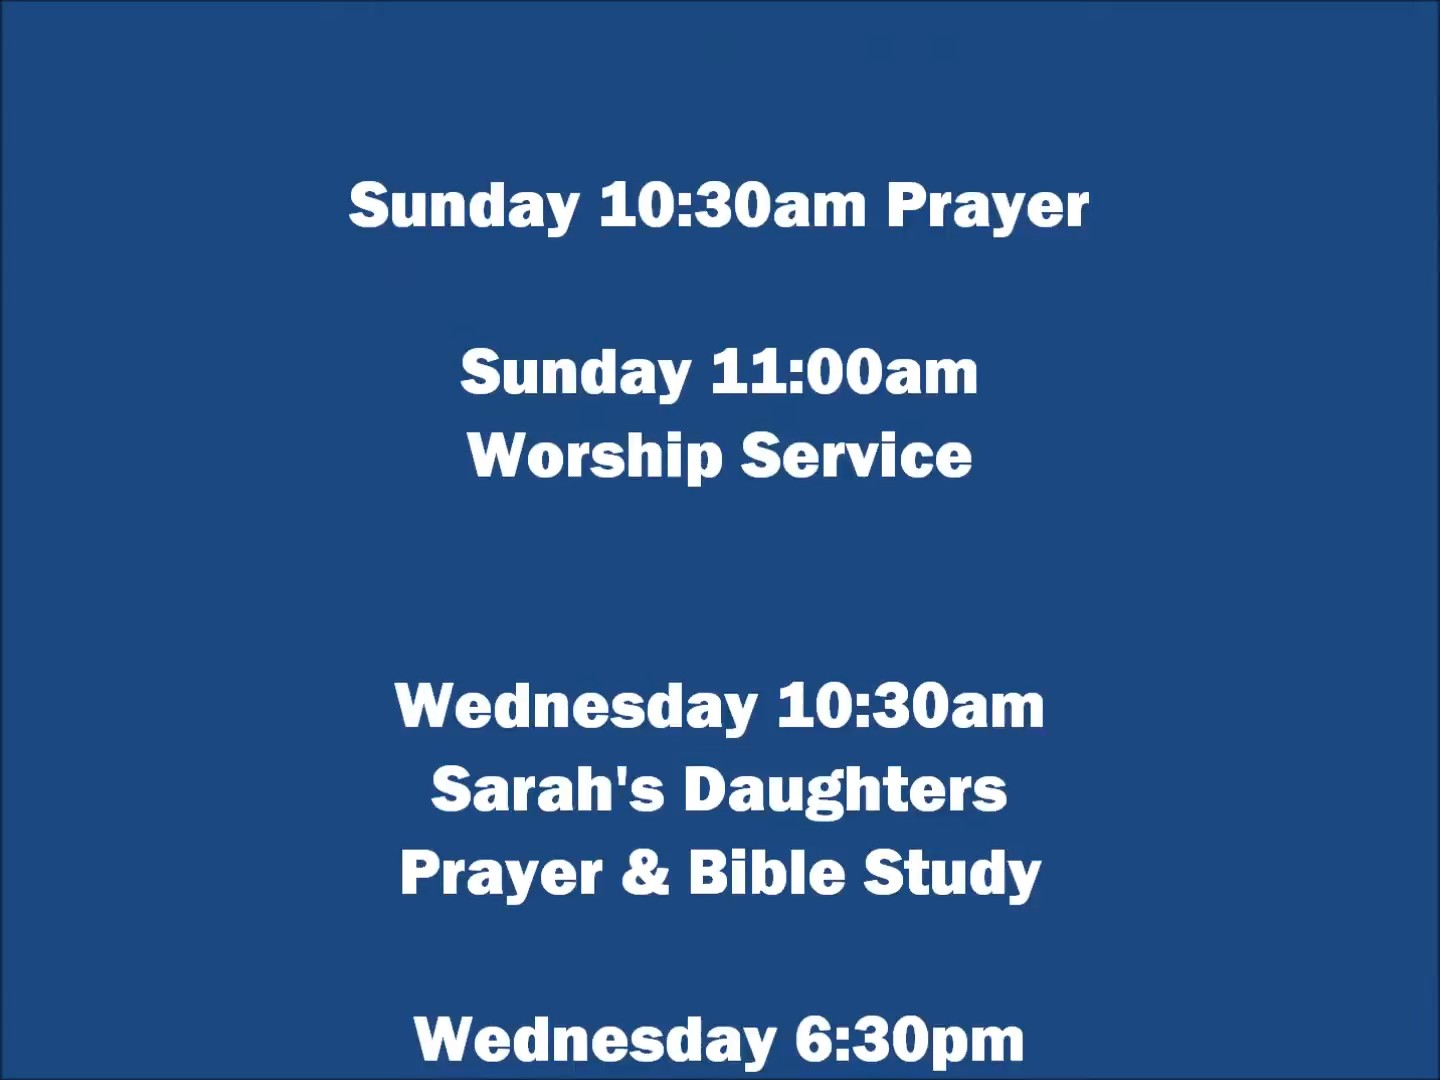 Sunday 10:30am Prayer
Sunday 11:00am
Worship Service
Wednesday 10:30am
Sarah's Daughters
Prayer & Bible Study
Wednesday 6:30pm